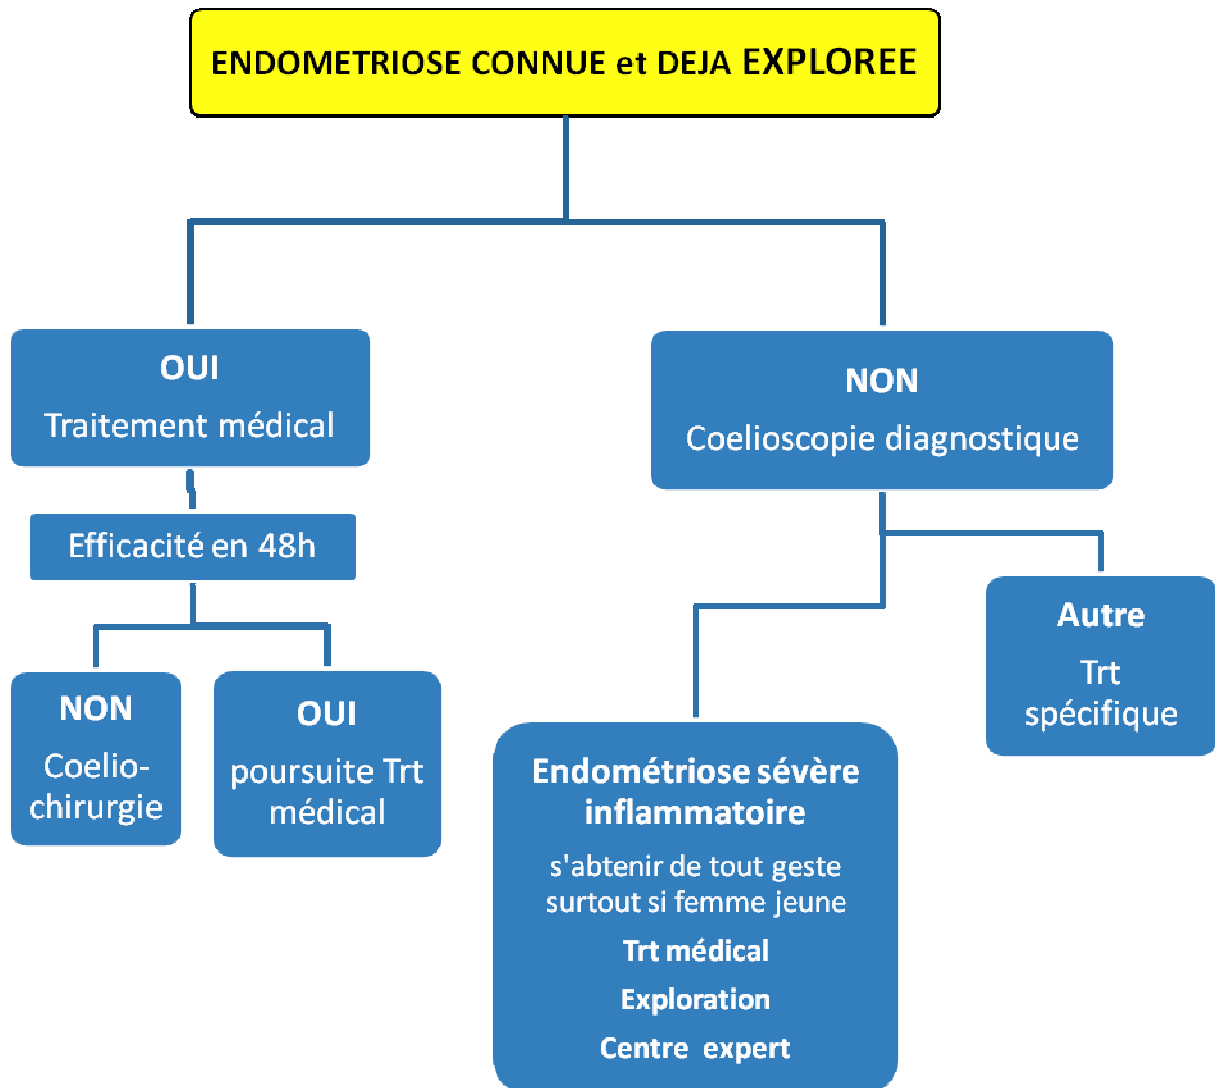 ENDOMETRIOSE CONNUE et DEJA EXPLOREE
OUI
Traitement médical
NON
Coelioscopie diagnostique
Efficacité en 48h
NON
Coelio-
chirurgie
OUI
poursuite Trt
médical
Autre
Trt
spécifique
Endométriose sévère
inflammatoire
s'abtenir de tout geste
surtout si femme jeune
Trt médical
Exploration
Centre expert